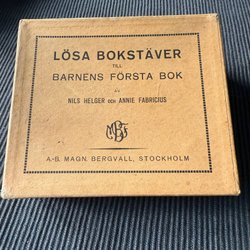 LÖSA BOKSTÄVER
TILL
BARNENS FÖRSTA BOK
AV
NILS HELGER OCH ANNIE FABRICIUS
A.-B. MAGN. BERGVALL, STOCKHOLM